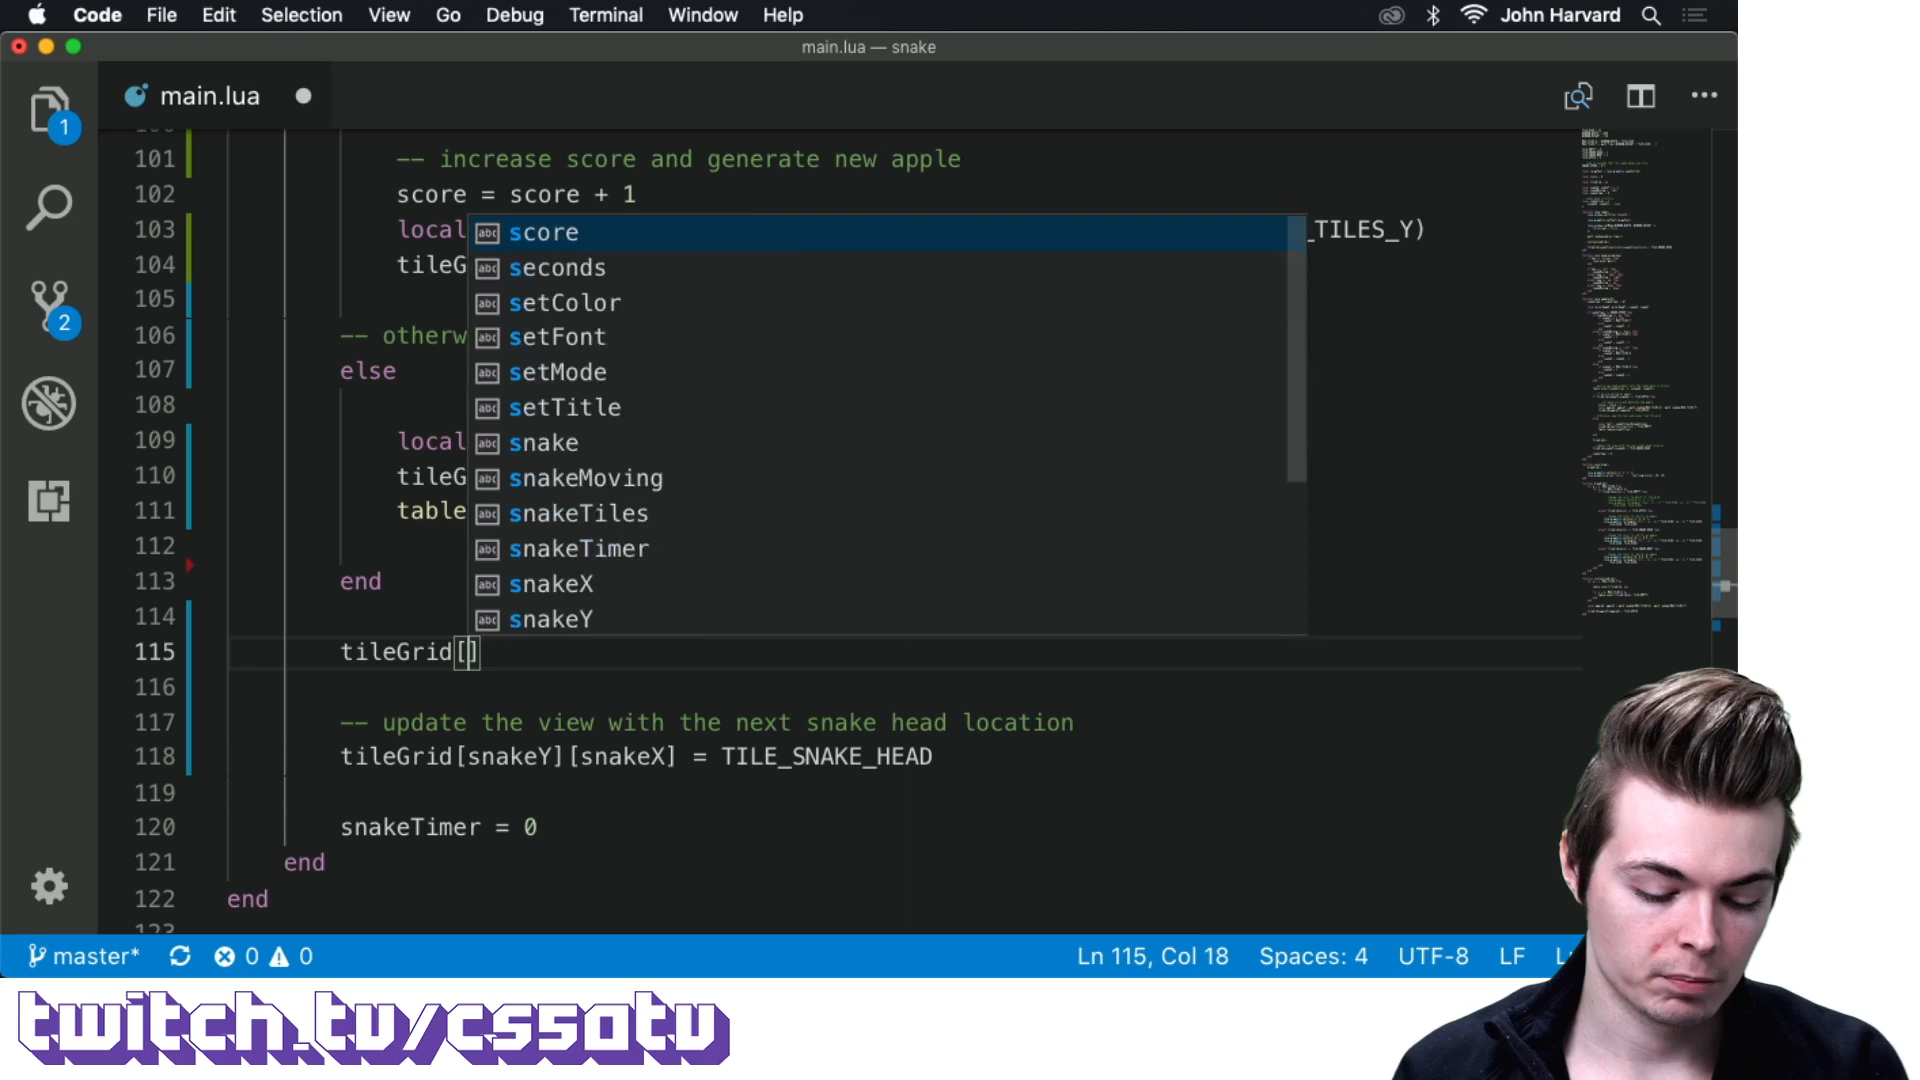 Code File Edit Selection View Go Debug Terminal Window Help John Harvard
main.lua — snake
main.lua
1
2
101 -- increase score and generate new apple
102 score = score + 1
103 local _TILES_Y)
104 tileG
105
106 -- otherw
107 else
108
109 local
110 tileG
111 table
112
113 end
114
115 tileGrid[]
116
117 -- update the view with the next snake head location
118 tileGrid[snakeY][snakeX] = TILE_SNAKE_HEAD
119
120 snakeTimer = 0
121 end
122 end
abc score
abc seconds
abc setColor
abc setFont
abc setMode
abc setTitle
abc snake
abc snakeMoving
abc snakeTiles
abc snakeTimer
abc snakeX
abc snakeY
master* 0 0 Ln 115, Col 18 Spaces: 4 UTF-8 LF
twitch.tv/cs50tv